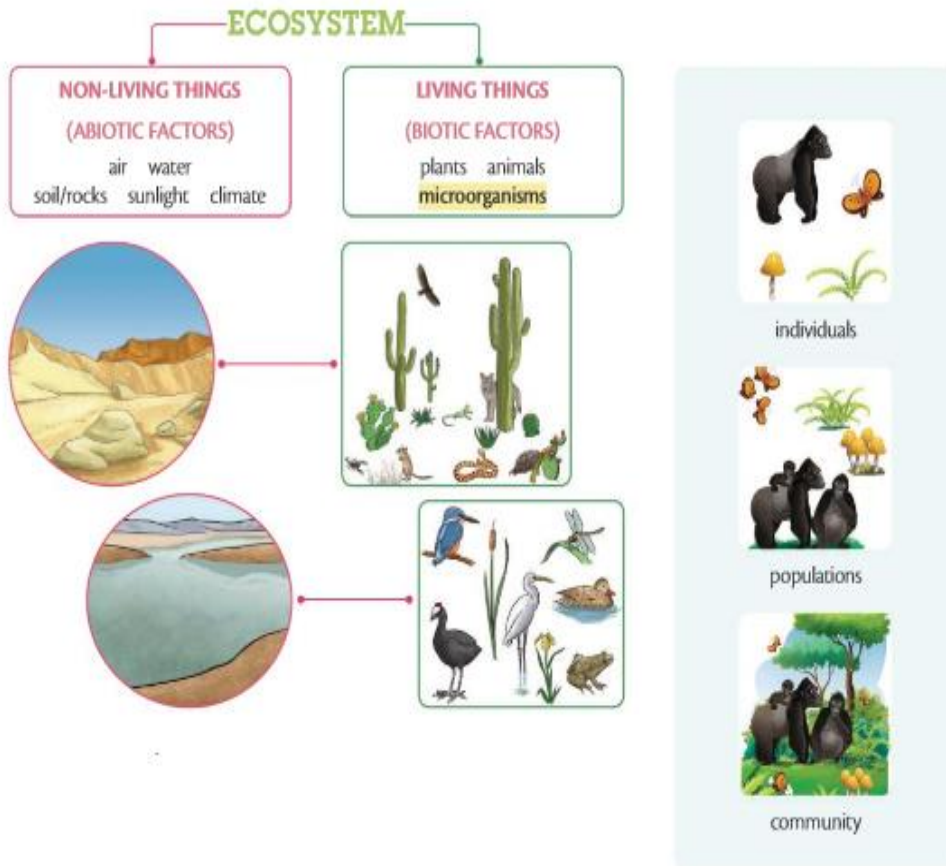 ECOSYSTEM
NON-LIVING THINGS
(ABIOTIC FACTORS)
air water
soil/rocks sunlight climate
LIVING THINGS
(BIOTIC FACTORS)
plants animals
microorganisms
individuals
populations
community